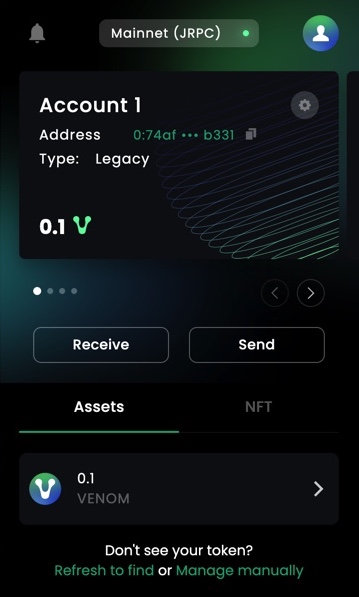 Mainnet (JRPC)
Account 1
Address 0:74af ••• b331
Type: Legacy
0.1
Receive Send
Assets NFT
0.1
VENOM
Don't see your token?
Refresh to find or Manage manually